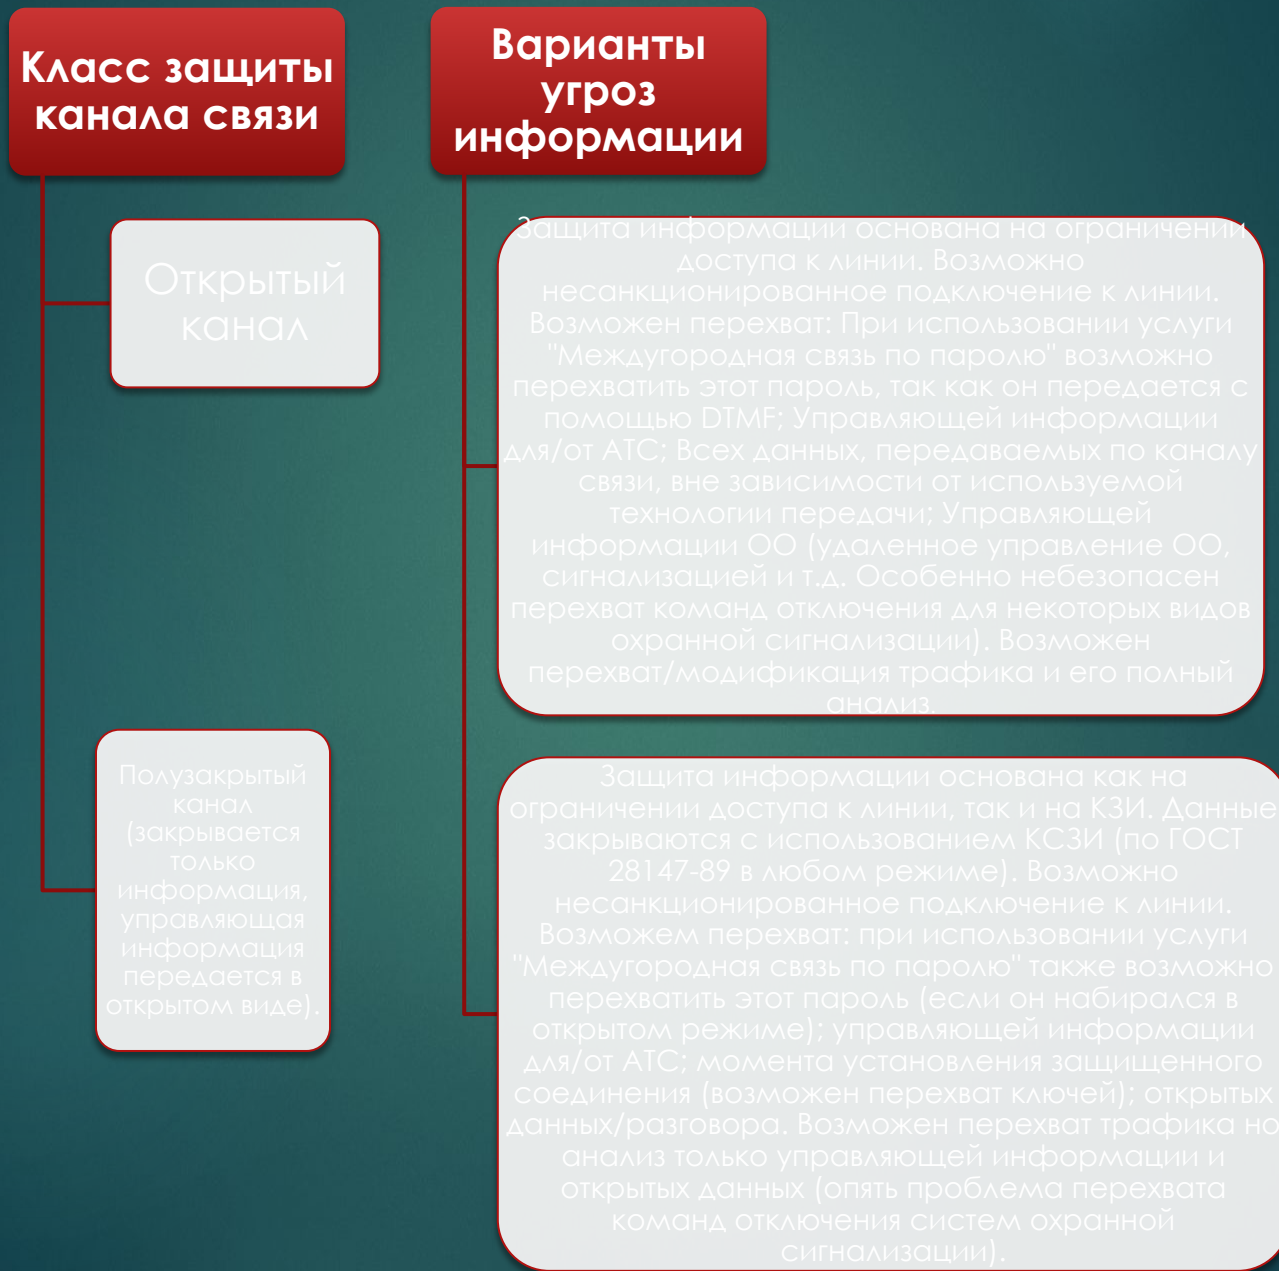 Класс защиты
канала связи
Варианты
угроз
информации
Открытый
канал
Защита информации основана на ограничении
доступа к линии. Возможно
несанкционированное подключение к линии.
Возможен перехват: При использовании услуги
"Междугородная связь по паролю" возможно
перехватить этот пароль, так как он передается с
помощью DTMF; Управляющей информации
для/от АТС; Всех данных, передаваемых по каналу
связи, вне зависимости от используемой
технологии передачи; Управляющей
информации ОО (удаленное управление ОО,
сигнализацией и т.д. Особенно небезопасен
перехват команд отключения для некоторых видов
охранной сигнализации). Возможен
перехват/модификация трафика и его полный
анализ.
Полузакрытый
канал
(закрывается
только
информация,
управляющая
информация
передается в
открытом виде).
Защита информации основана как на
ограничении доступа к линии, так и на КЗИ. Данные
закрываются с использованием КСЗИ (по ГОСТ
28147-89 в любом режиме). Возможно
несанкционированное подключение к линии.
Возможем перехват: при использовании услуги
"Междугородная связь по паролю" также возможно
перехватить этот пароль (если он набирался в
открытом режиме); управляющей информации
для/от АТС; момента установления защищенного
соединения (возможен перехват ключей); открытых
данных/разговора. Возможен перехват трафика но
анализ только управляющей информации и
открытых данных (опять проблема перехвата
команд отключения систем охранной
сигнализации).